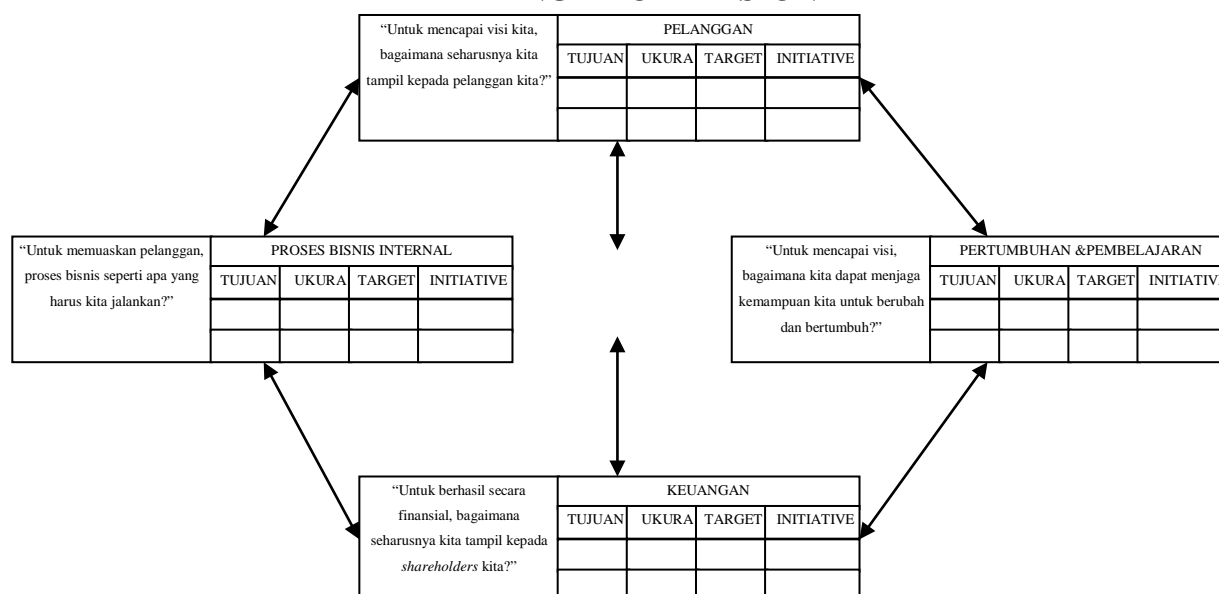 “Untuk mencapai visi kita,
bagaimana seharusnya kita
tampil kepada pelanggan kita?”
PELANGGAN
TUJUAN UKURA TARGET INITIATIVE
“Untuk memuaskan pelanggan,
proses bisnis seperti apa yang
harus kita jalankan?”
PROSES BISNIS INTERNAL
TUJUAN UKURA TARGET INITIATIVE
“Untuk mencapai visi,
bagaimana kita dapat menjaga
kemampuan kita untuk berubah
dan bertumbuh?”
PERTUMBUHAN &PEMBELAJARAN
TUJUAN UKURA TARGET INITIATIVE
“Untuk berhasil secara
finansial, bagaimana
seharusnya kita tampil kepada
shareholders kita?”
KEUANGAN
TUJUAN UKURA TARGET INITIATIVE